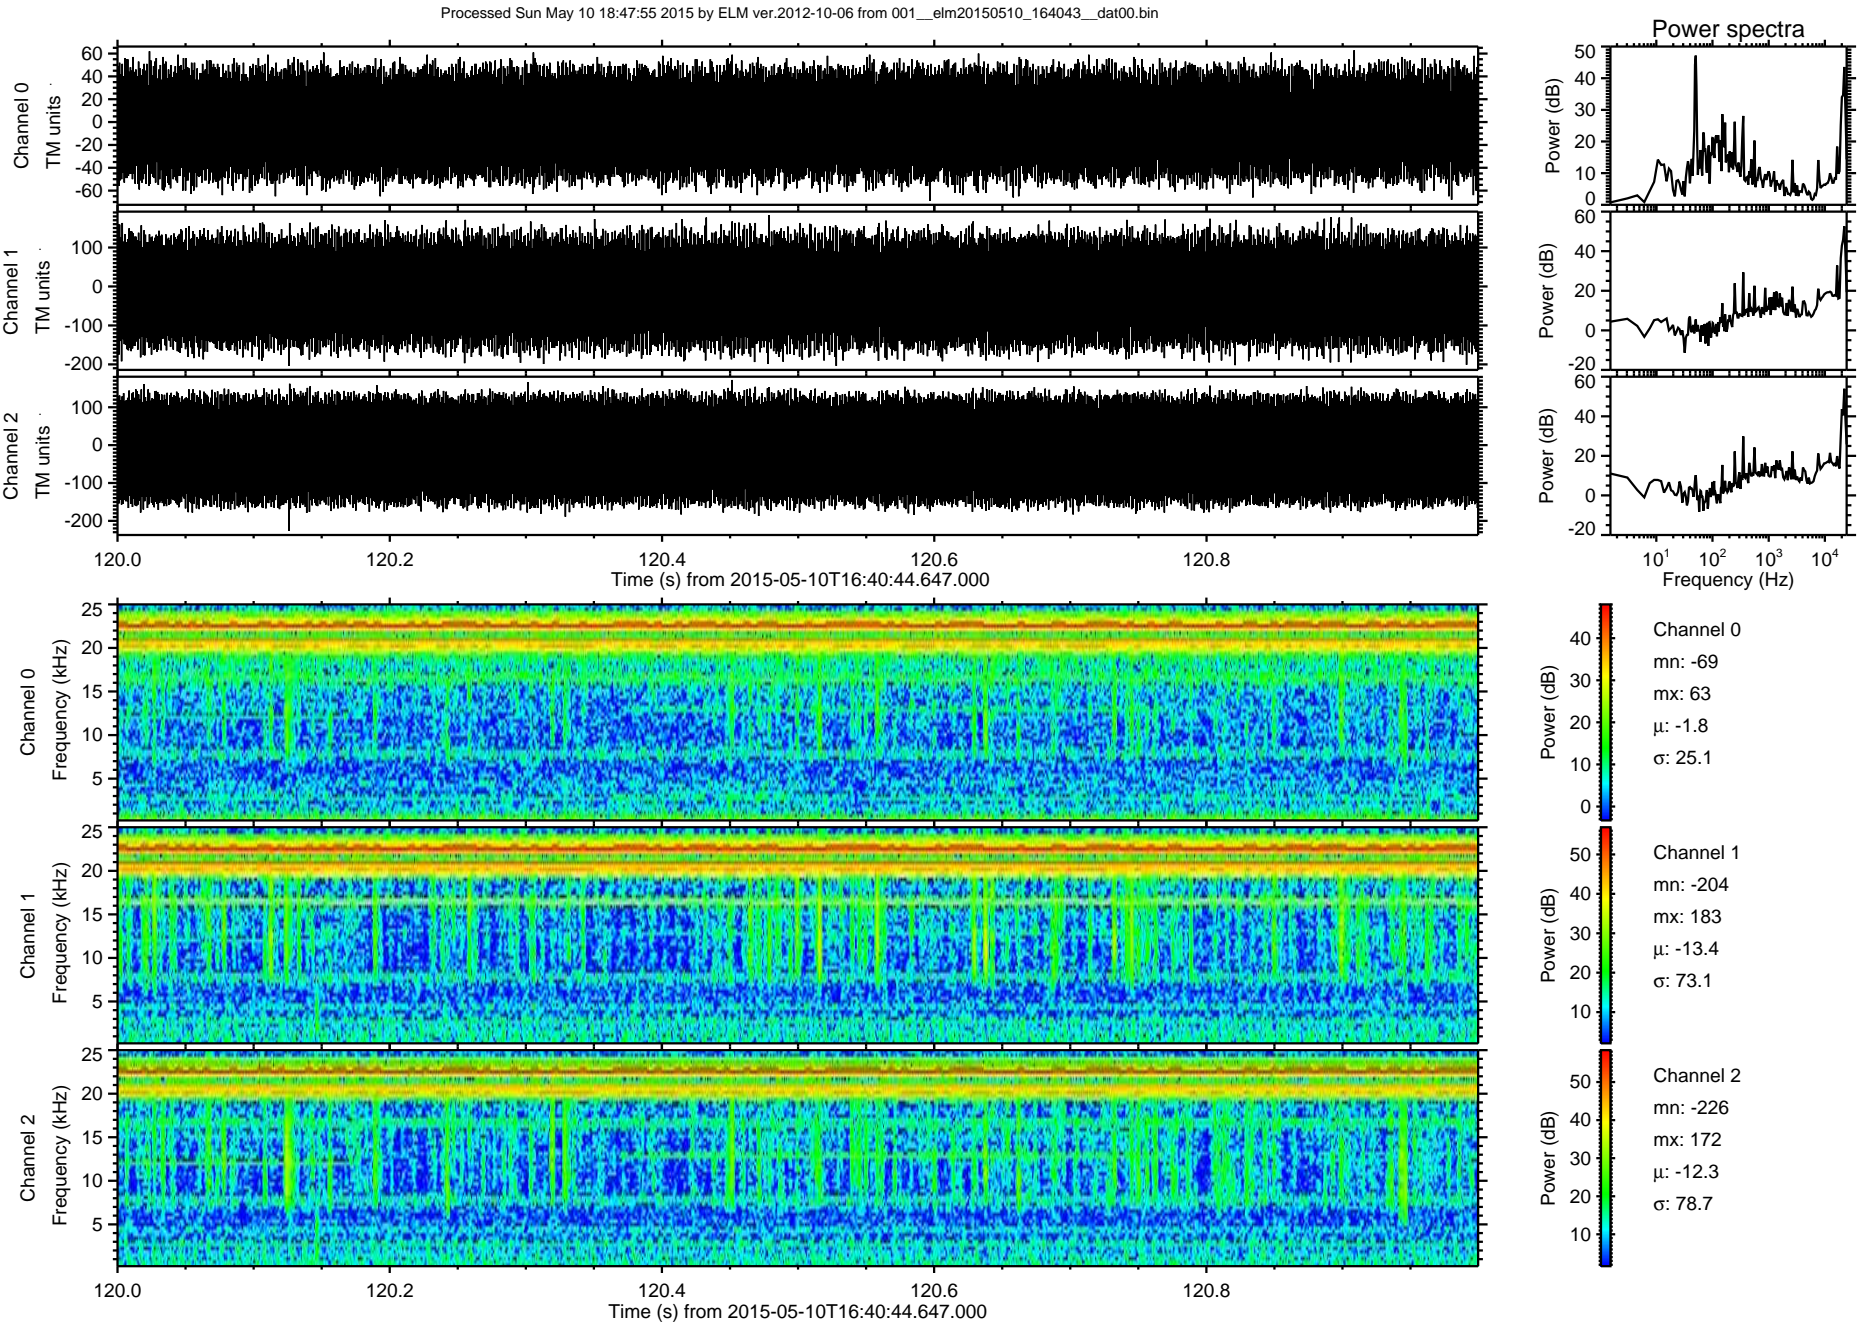 Processed Sun May 10 18:47:55 2015 by ELM ver.2012-10-06 from 001__elm20150510_164043__dat00.bin
Power spectra
Channel 0
TM units
60
40
20
0
-20
-40
-60
Power (dB)
50
40
30
20
10
0
Channel 1
TM units
100
0
-100
-200
Power (dB)
60
40
20
0
-20
Channel 2
TM units
100
0
-100
-200
Power (dB)
60
40
20
0
-20
120.0 120.2 120.4 120.6 120.8
Time (s) from 2015-05-10T16:40:44.647.000
10¹ 10² 10³ 10⁴
Frequency (Hz)
Channel 0
Frequency (kHz)
25
20
15
10
5
Power (dB)
40
30
20
10
0
Channel 0
mn: -69
mx: 63
μ: -1.8
σ: 25.1
Channel 1
Frequency (kHz)
25
20
15
10
5
Power (dB)
50
40
30
20
10
Channel 1
mn: -204
mx: 183
μ: -13.4
σ: 73.1
Channel 2
Frequency (kHz)
25
20
15
10
5
Power (dB)
50
40
30
20
10
Channel 2
mn: -226
mx: 172
μ: -12.3
σ: 78.7
120.0 120.2 120.4 120.6 120.8
Time (s) from 2015-05-10T16:40:44.647.000